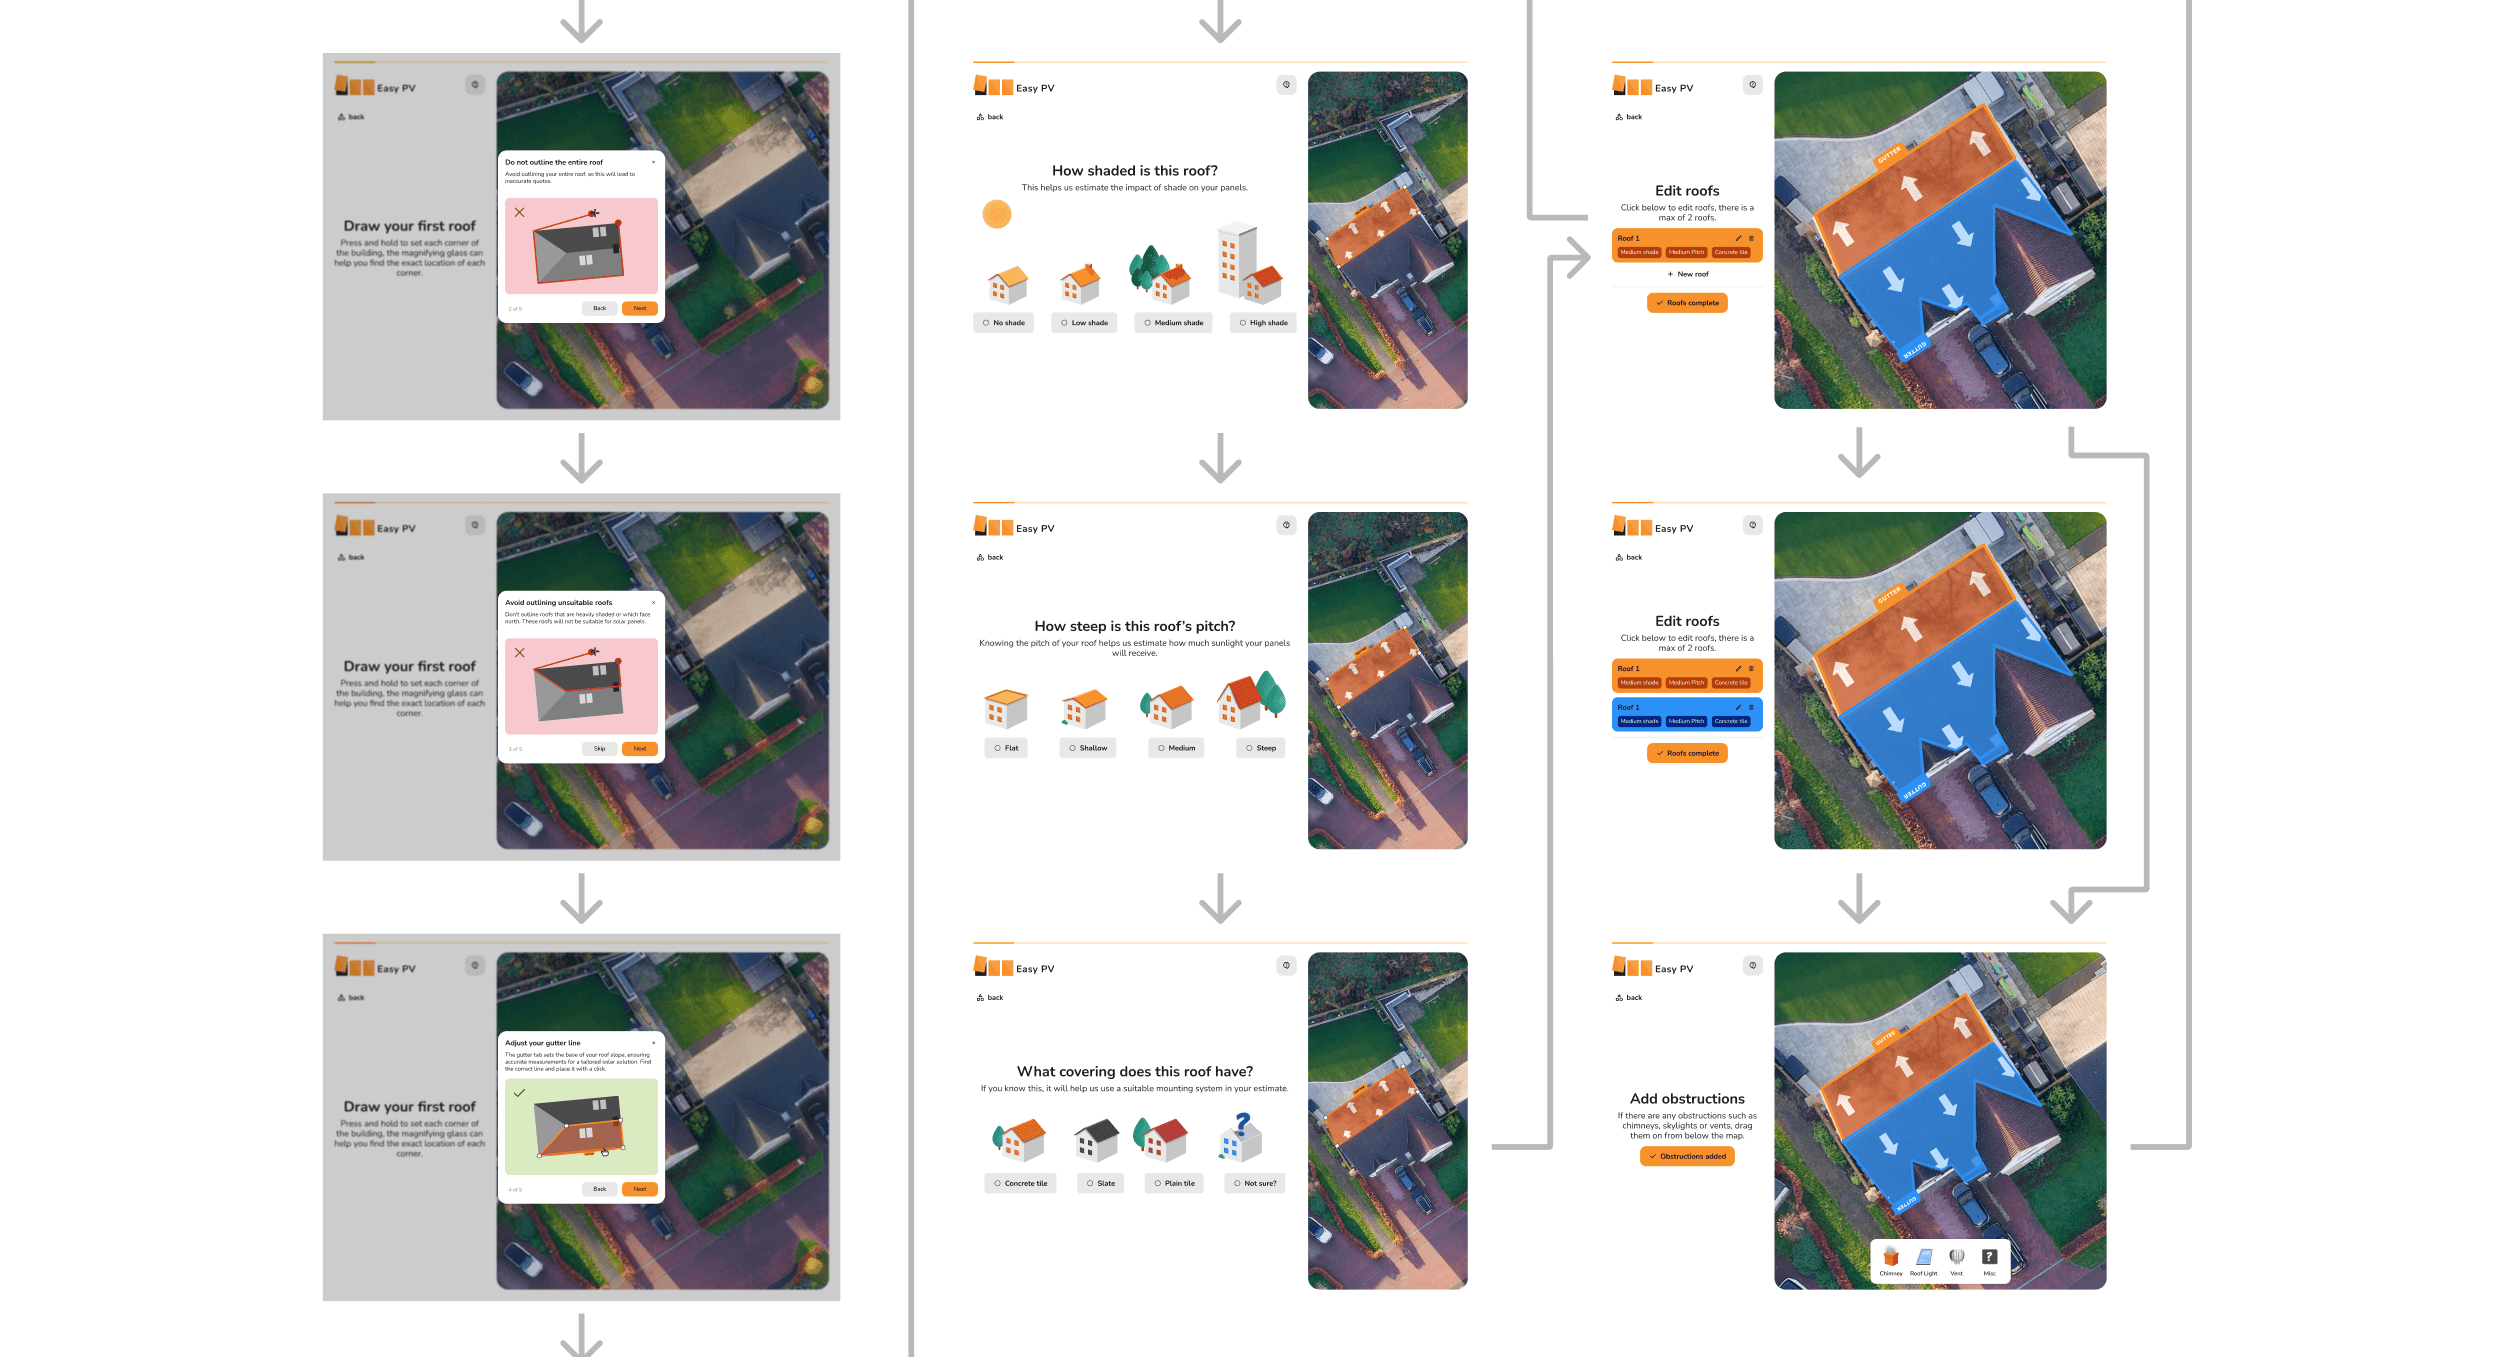 Easy PV
back
Draw your first roof
Press and hold to set each corner of
the building, the magnifying glass can
help you find the exact location of each
corner.
Do not outline the entire roof
Avoid outlining your entire roof, as this will lead to
inaccurate quotes.
2 of 5
Back
Next
Easy PV
back
Draw your first roof
Press and hold to set each corner of
the building, the magnifying glass can
help you find the exact location of each
corner.
Avoid outlining unsuitable roofs
Don't outline roofs that are heavily shaded or which face
north. These roofs will not be suitable for solar panels.
3 of 5
Skip
Next
Easy PV
back
Draw your first roof
Press and hold to set each corner of
the building, the magnifying glass can
help you find the exact location of each
corner.
Adjust your gutter line
The gutter tab sets the base of your roof slope, ensuring
accurate measurements for a tailored solar solution. Find
the correct line and place it with a click.
4 of 5
Back
Next
Easy PV
back
How shaded is this roof?
This helps us estimate the impact of shade on your panels.
No shade
Low shade
Medium shade
High shade
GUTTER
Easy PV
back
How steep is this roof's pitch?
Knowing the pitch of your roof helps us estimate how much sunlight your panels
will receive.
Flat
Shallow
Medium
Steep
GUTTER
Easy PV
back
What covering does this roof have?
If you know this, it will help us use a suitable mounting system in your estimate.
?
Concrete tile
Slate
Plain tile
Not sure?
GUTTER
Easy PV
back
Edit roofs
Click below to edit roofs, there is a
max of 2 roofs.
Roof 1
Medium shade
Medium Pitch
Concrete tile
+ New roof
Roofs complete
GUTTER
GUTTER
Easy PV
back
Edit roofs
Click below to edit roofs, there is a
max of 2 roofs.
Roof 1
Medium shade
Medium Pitch
Concrete tile
Roof 1
Medium shade
Medium Pitch
Concrete tile
Roofs complete
GUTTER
GUTTER
Easy PV
back
Add obstructions
If there are any obstructions such as
chimneys, skylights or vents, drag
them on from below the map.
Obstructions added
GUTTER
GUTTER
?
Chimney
Roof Light
Vent
Misc